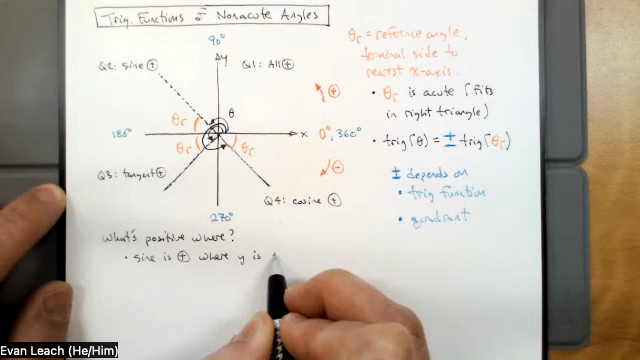 Trig. Functions of Nonacute Angles
90°
y
Q2: sine +
Q1: All +
θ
θr
θr
θr
180°
x
0°, 360°
+
-
Q3: tangent +
Q4: cosine +
270°
θr = reference angle,
terminal side to
nearest x-axis.
• θr is acute (fits
in right triangle)
• trig(θ) = ± trig(θr)
± depends on
• trig function
• quadrant
What's positive where?
• sine is + where y is
Evan Leach (He/Him)